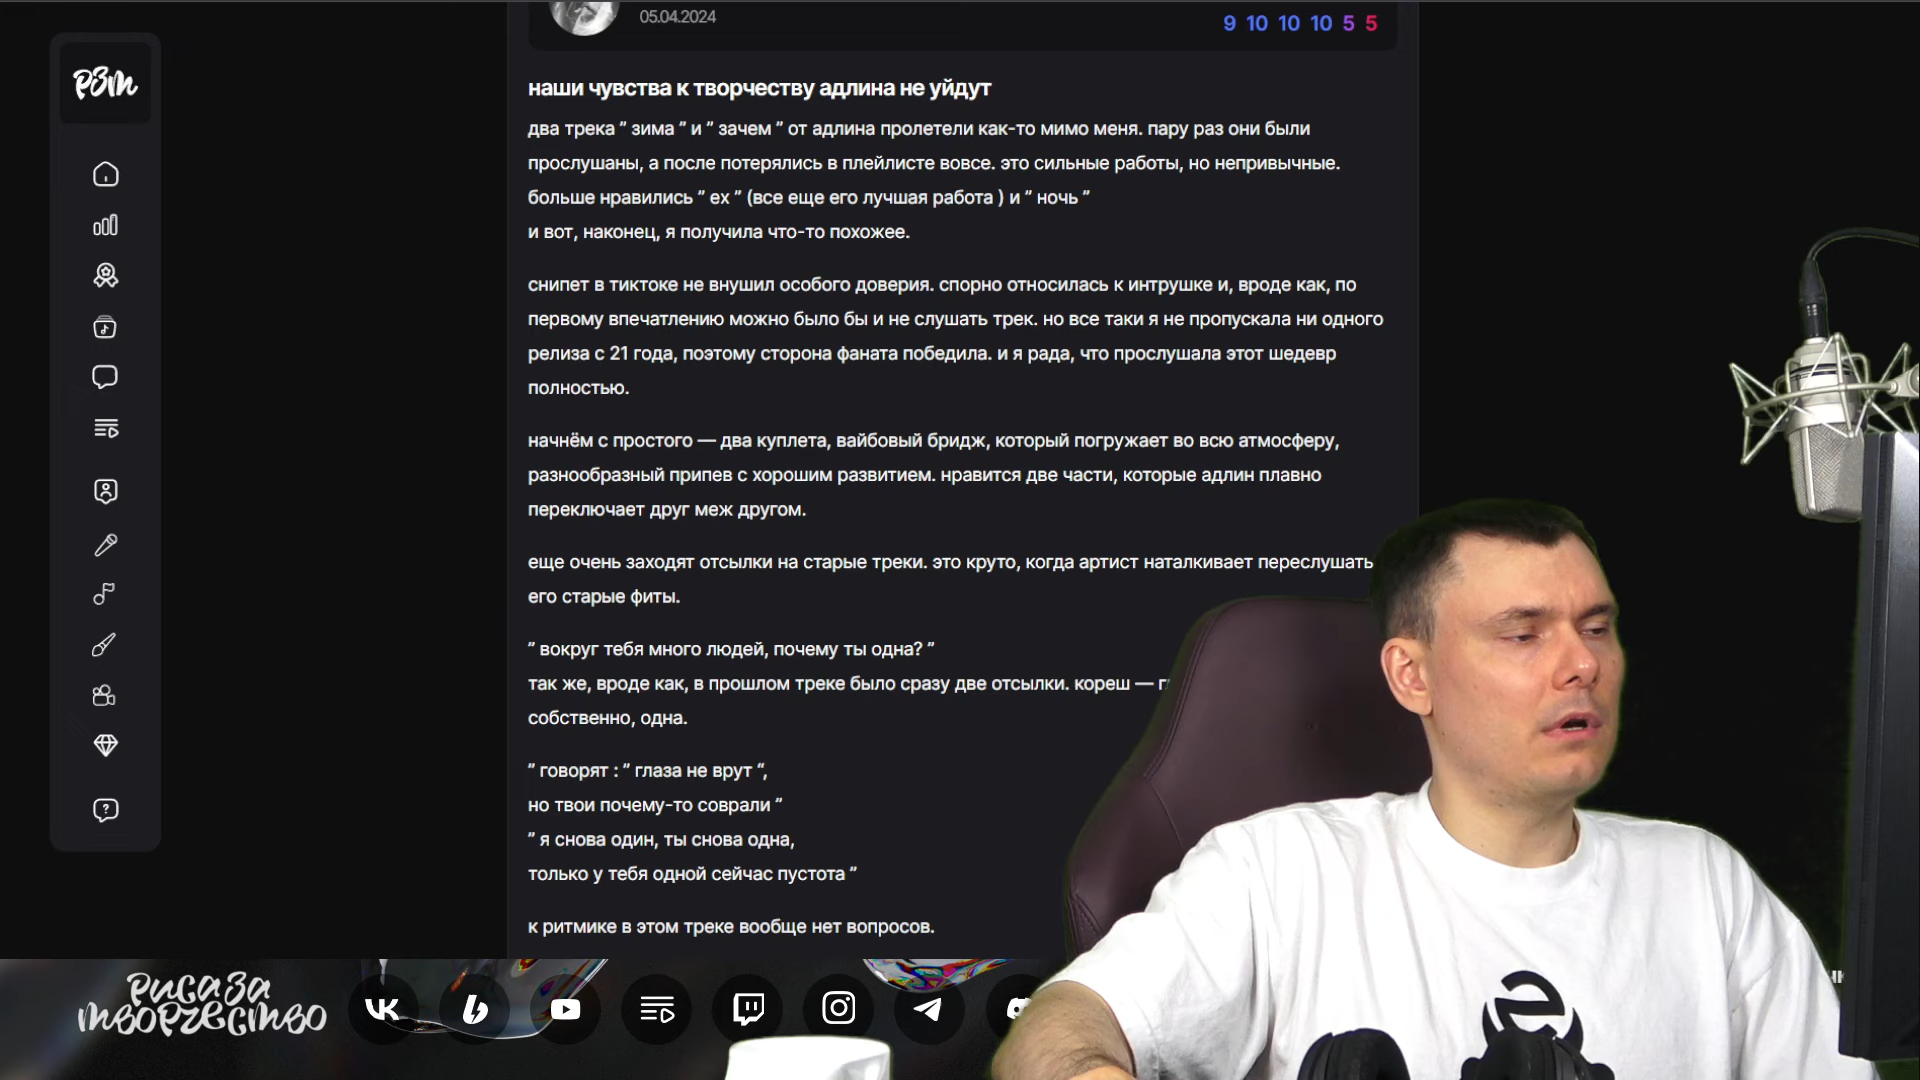 05.04.2024
9 10 10 10 5 5
РЗТ
наши чувства к творчеству адлина не уйдут
два трека ” зима ” и ” зачем ” от адлина пролетели как-то мимо меня. пару раз они были
прослушаны, а после потерялись в плейлисте вовсе. это сильные работы, но непривычные.
больше нравились ” ех ” (все еще его лучшая работа ) и ” ночь ”
и вот, наконец, я получила что-то похожее.
снипет в тиктоке не внушил особого доверия. спорно относилась к интрушке и, вроде как, по
первому впечатлению можно было бы и не слушать трек. но все таки я не пропускала ни одного
релиза с 21 года, поэтому сторона фаната победила. и я рада, что прослушала этот шедевр
полностью.
начнём с простого — два куплета, вайбовый бридж, который погружает во всю атмосферу,
разнообразный припев с хорошим развитием. нравится две части, которые адлин плавно
переключает друг меж другом.
еще очень заходят отсылки на старые треки. это круто, когда артист наталкивает переслушать
его старые фиты.
” вокруг тебя много людей, почему ты одна? ”
так же, вроде как, в прошлом треке было сразу две отсылки. кореш —
собственно, одна.
” говорят : ” глаза не врут “,
но твои почему-то соврали ”
” я снова один, ты снова одна,
только у тебя одной сейчас пустота ”
к ритмике в этом треке вообще нет вопросов.
РИСАЗА
ТВОРЧЕСТВО